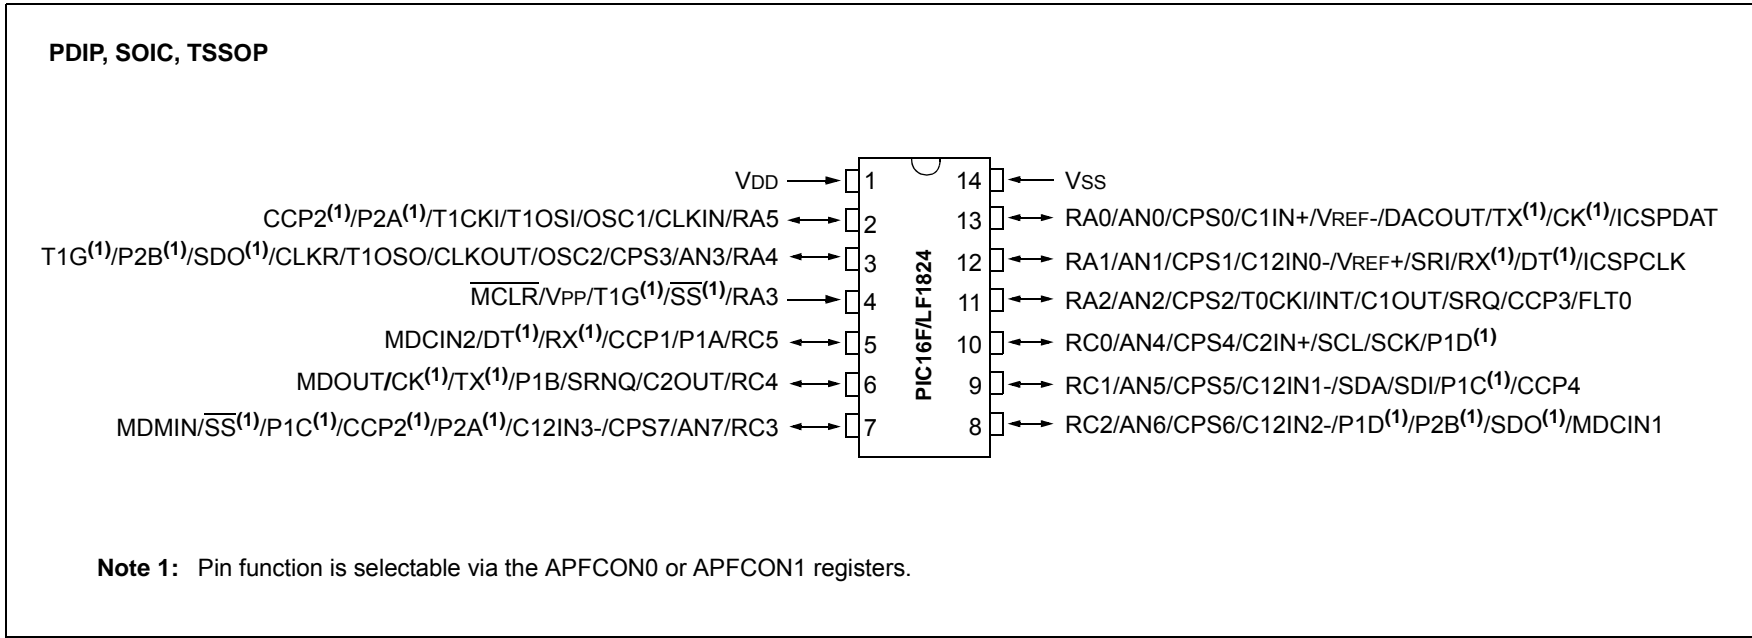 PDIP, SOIC, TSSOP
VDD 1 14 VSS
CCP2(1)/P2A(1)/T1CKI/T1OSI/OSC1/CLKIN/RA5 2 13 RA0/AN0/CPS0/C1IN+/VREF-/DACOUT/TX(1)/CK(1)/ICSPDAT
T1G(1)/P2B(1)/SDO(1)/CLKR/T1OSO/CLKOUT/OSC2/CPS3/AN3/RA4 3 12 RA1/AN1/CPS1/C12IN0-/VREF+/SRI/RX(1)/DT(1)/ICSPCLK
MCLR/VPP/T1G(1)/SS(1)/RA3 4 11 RA2/AN2/CPS2/T0CKI/INT/C1OUT/SRQ/CCP3/FLT0
MDCIN2/DT(1)/RX(1)/CCP1/P1A/RC5 5 10 RC0/AN4/CPS4/C2IN+/SCL/SCK/P1D(1)
MDOUT/CK(1)/TX(1)/P1B/SRNQ/C2OUT/RC4 6 9 RC1/AN5/CPS5/C12IN1-/SDA/SDI/P1C(1)/CCP4
MDMIN/SS(1)/P1C(1)/CCP2(1)/P2A(1)/C12IN3-/CPS7/AN7/RC3 7 8 RC2/AN6/CPS6/C12IN2-/P1D(1)/P2B(1)/SDO(1)/MDCIN1
PIC16F/LF1824
Note 1: Pin function is selectable via the APFCON0 or APFCON1 registers.